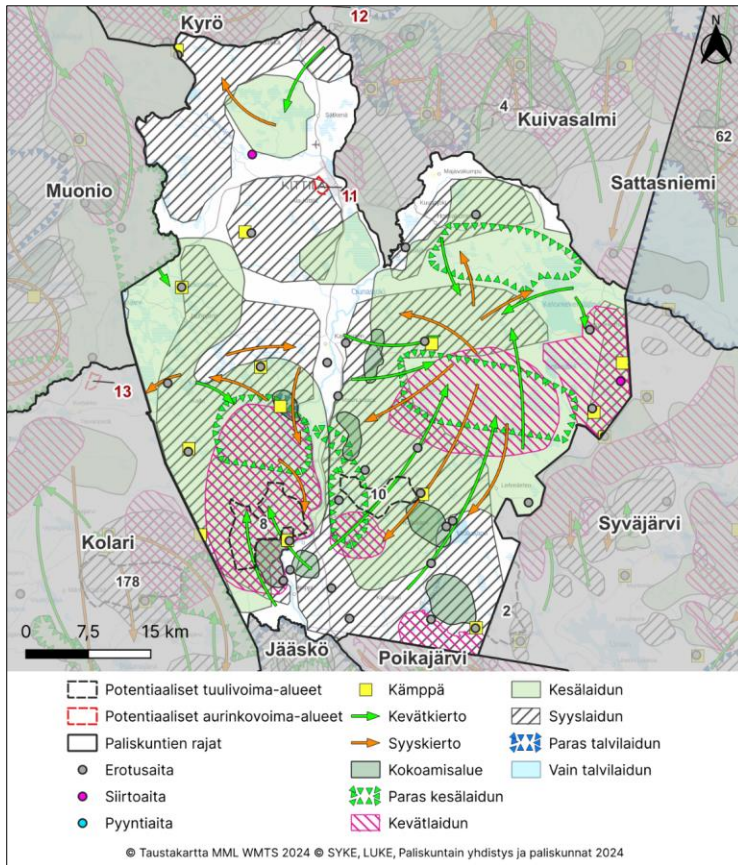 Kyrö
12
N
4
Kuivasalmi
62
Sattasniemi
Muonio
Sätkenä
KITTILÄ
11
13
10
8
Kolari
178
Syväjärvi
2
0 7,5 15 km
Jääskö
Poikajärvi
Potentiaaliset tuulivoima-alueet
Potentiaaliset aurinkovoima-alueet
Paliskuntien rajat
Erotusaita
Siirtoaita
Pyyntiaita
Kämppä
Kevätkierto
Syyskierto
Kokoamisalue
Paras kesälaidun
Kevätlaidun
Kesälaidun
Syyslaidun
Paras talvilaidun
Vain talvilaidun
© Taustakartta MML WMTS 2024 © SYKE, LUKE, Paliskuntain yhdistys ja paliskunnat 2024